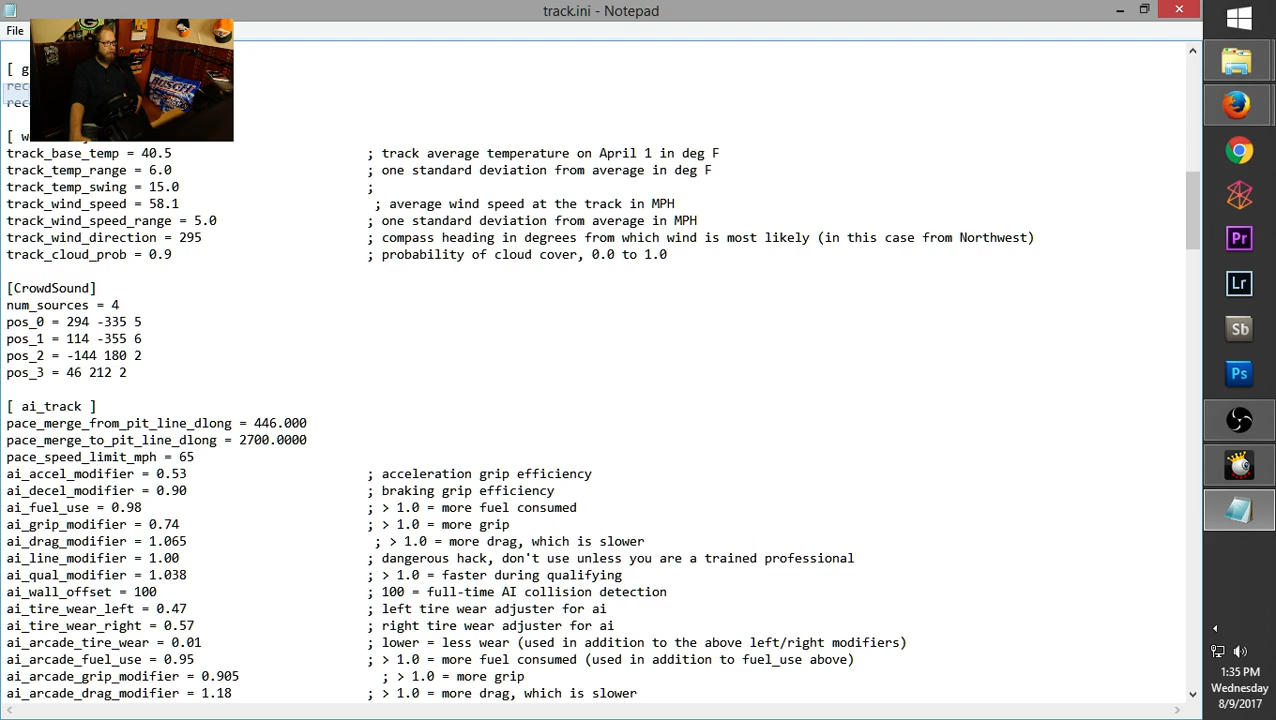 track.ini - Notepad
File
[ g
rec
rec
[ w
track_base_temp = 40.5 ; track average temperature on April 1 in deg F
track_temp_range = 6.0 ; one standard deviation from average in deg F
track_temp_swing = 15.0 ;
track_wind_speed = 58.1 ; average wind speed at the track in MPH
track_wind_speed_range = 5.0 ; one standard deviation from average in MPH
track_wind_direction = 295 ; compass heading in degrees from which wind is most likely (in this case from Northwest)
track_cloud_prob = 0.9 ; probability of cloud cover, 0.0 to 1.0
[CrowdSound]
num_sources = 4
pos_0 = 294 -335 5
pos_1 = 114 -355 6
pos_2 = -144 180 2
pos_3 = 46 212 2
[ ai_track ]
pace_merge_from_pit_line_dlong = 446.000
pace_merge_to_pit_line_dlong = 2700.0000
pace_speed_limit_mph = 65
ai_accel_modifier = 0.53 ; acceleration grip efficiency
ai_decel_modifier = 0.90 ; braking grip efficiency
ai_fuel_use = 0.98 ; > 1.0 = more fuel consumed
ai_grip_modifier = 0.74 ; > 1.0 = more grip
ai_drag_modifier = 1.065 ; > 1.0 = more drag, which is slower
ai_line_modifier = 1.00 ; dangerous hack, don't use unless you are a trained professional
ai_qual_modifier = 1.038 ; > 1.0 = faster during qualifying
ai_wall_offset = 100 ; 100 = full-time AI collision detection
ai_tire_wear_left = 0.47 ; left tire wear adjuster for ai
ai_tire_wear_right = 0.57 ; right tire wear adjuster for ai
ai_arcade_tire_wear = 0.01 ; lower = less wear (used in addition to the above left/right modifiers)
ai_arcade_fuel_use = 0.95 ; > 1.0 = more fuel consumed (used in addition to fuel_use above)
ai_arcade_grip_modifier = 0.905 ; > 1.0 = more grip
ai_arcade_drag_modifier = 1.18 ; > 1.0 = more drag, which is slower
Pr
Lr
Sb
Ps
1:35 PM
Wednesday
8/9/2017